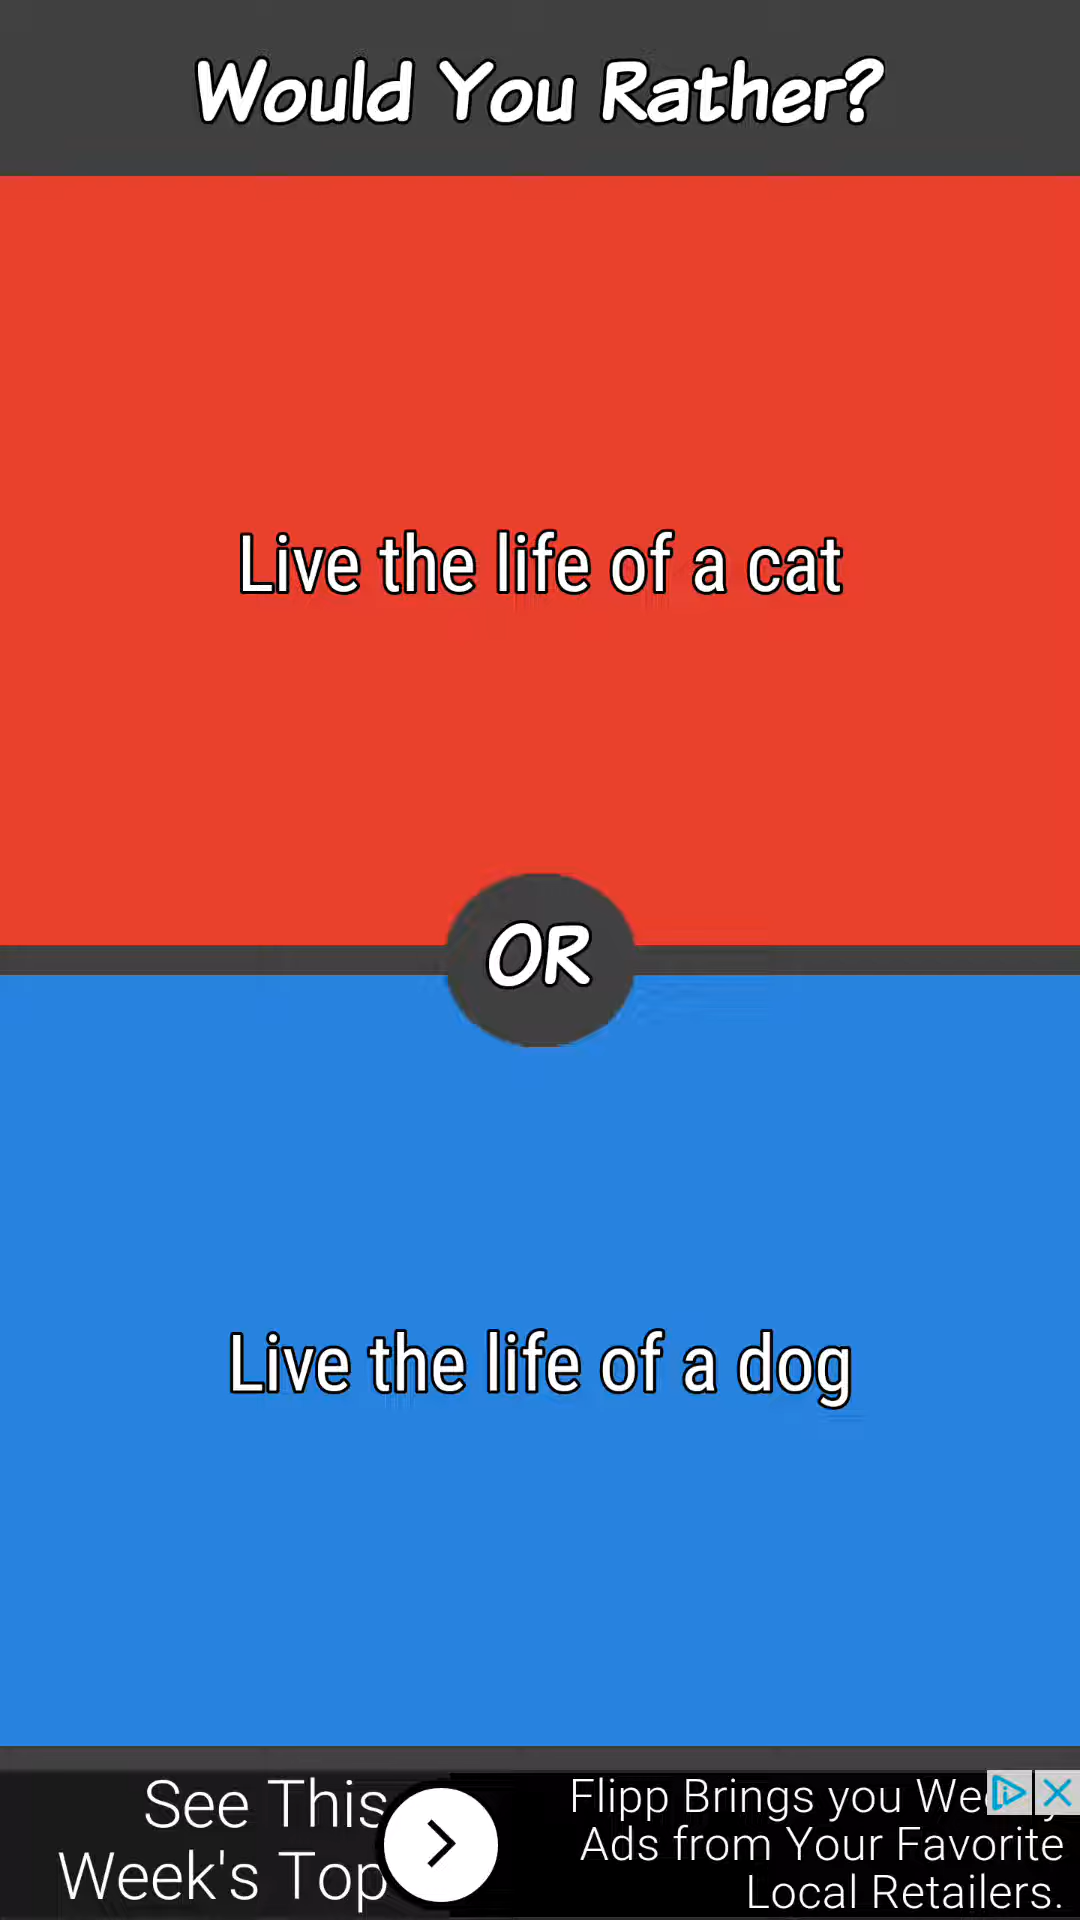 Would You Rather?
Live the life of a cat
OR
Live the life of a dog
See This
Week's Top
Flipp Brings you
Ads from Your Favorite
Local Retailers.